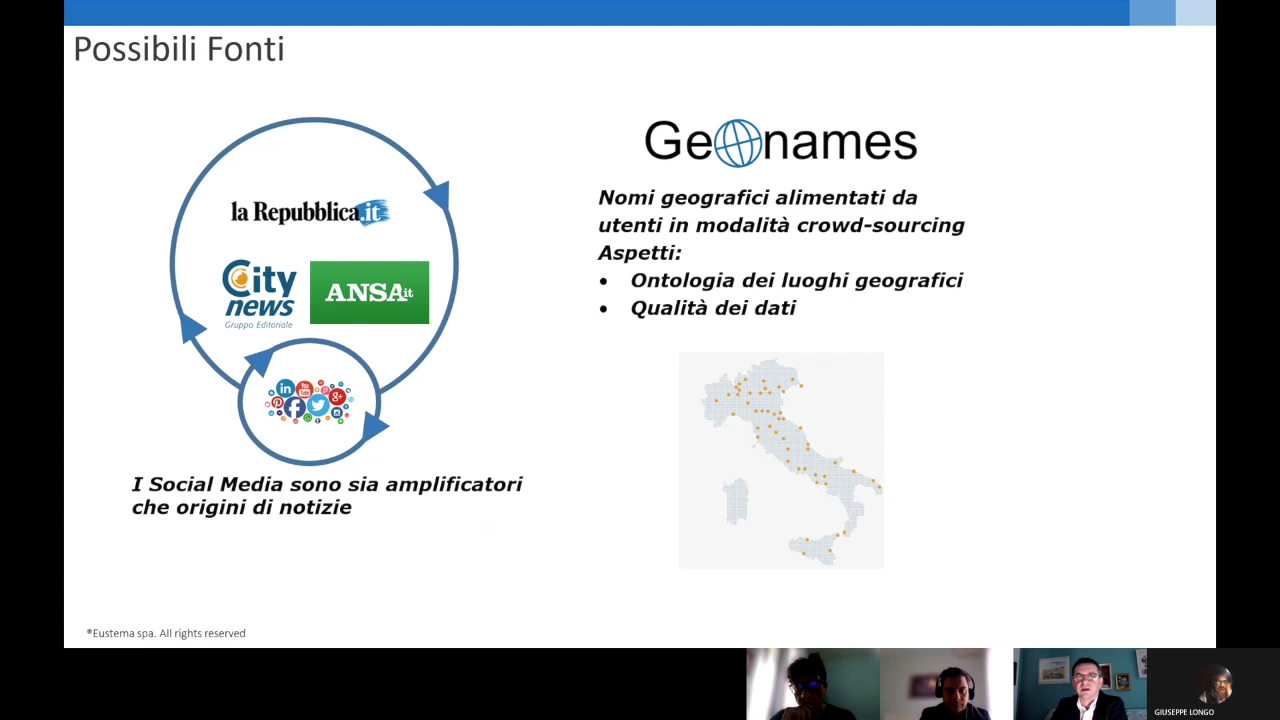 Possibili Fonti
la Repubblica.it
City
news
Gruppo Editoriale
ANSA.it
I Social Media sono sia amplificatori
che origini di notizie
Geonames
Nomi geografici alimentati da
utenti in modalità crowd-sourcing
Aspetti:
• Ontologia dei luoghi geografici
• Qualità dei dati
®Eustema spa. All rights reserved
GIUSEPPE LONGO